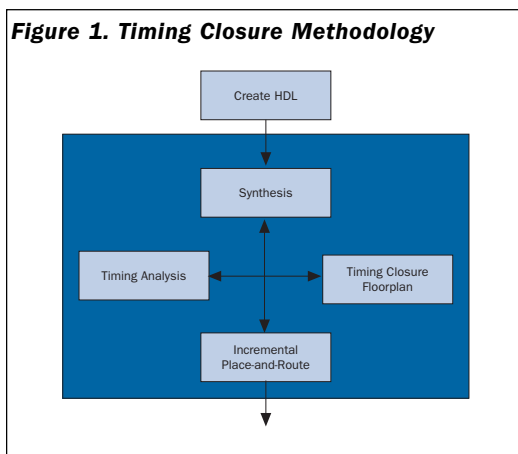 Figure 1. Timing Closure Methodology
Create HDL
Synthesis
Timing Analysis
Timing Closure
Floorplan
Incremental
Place-and-Route